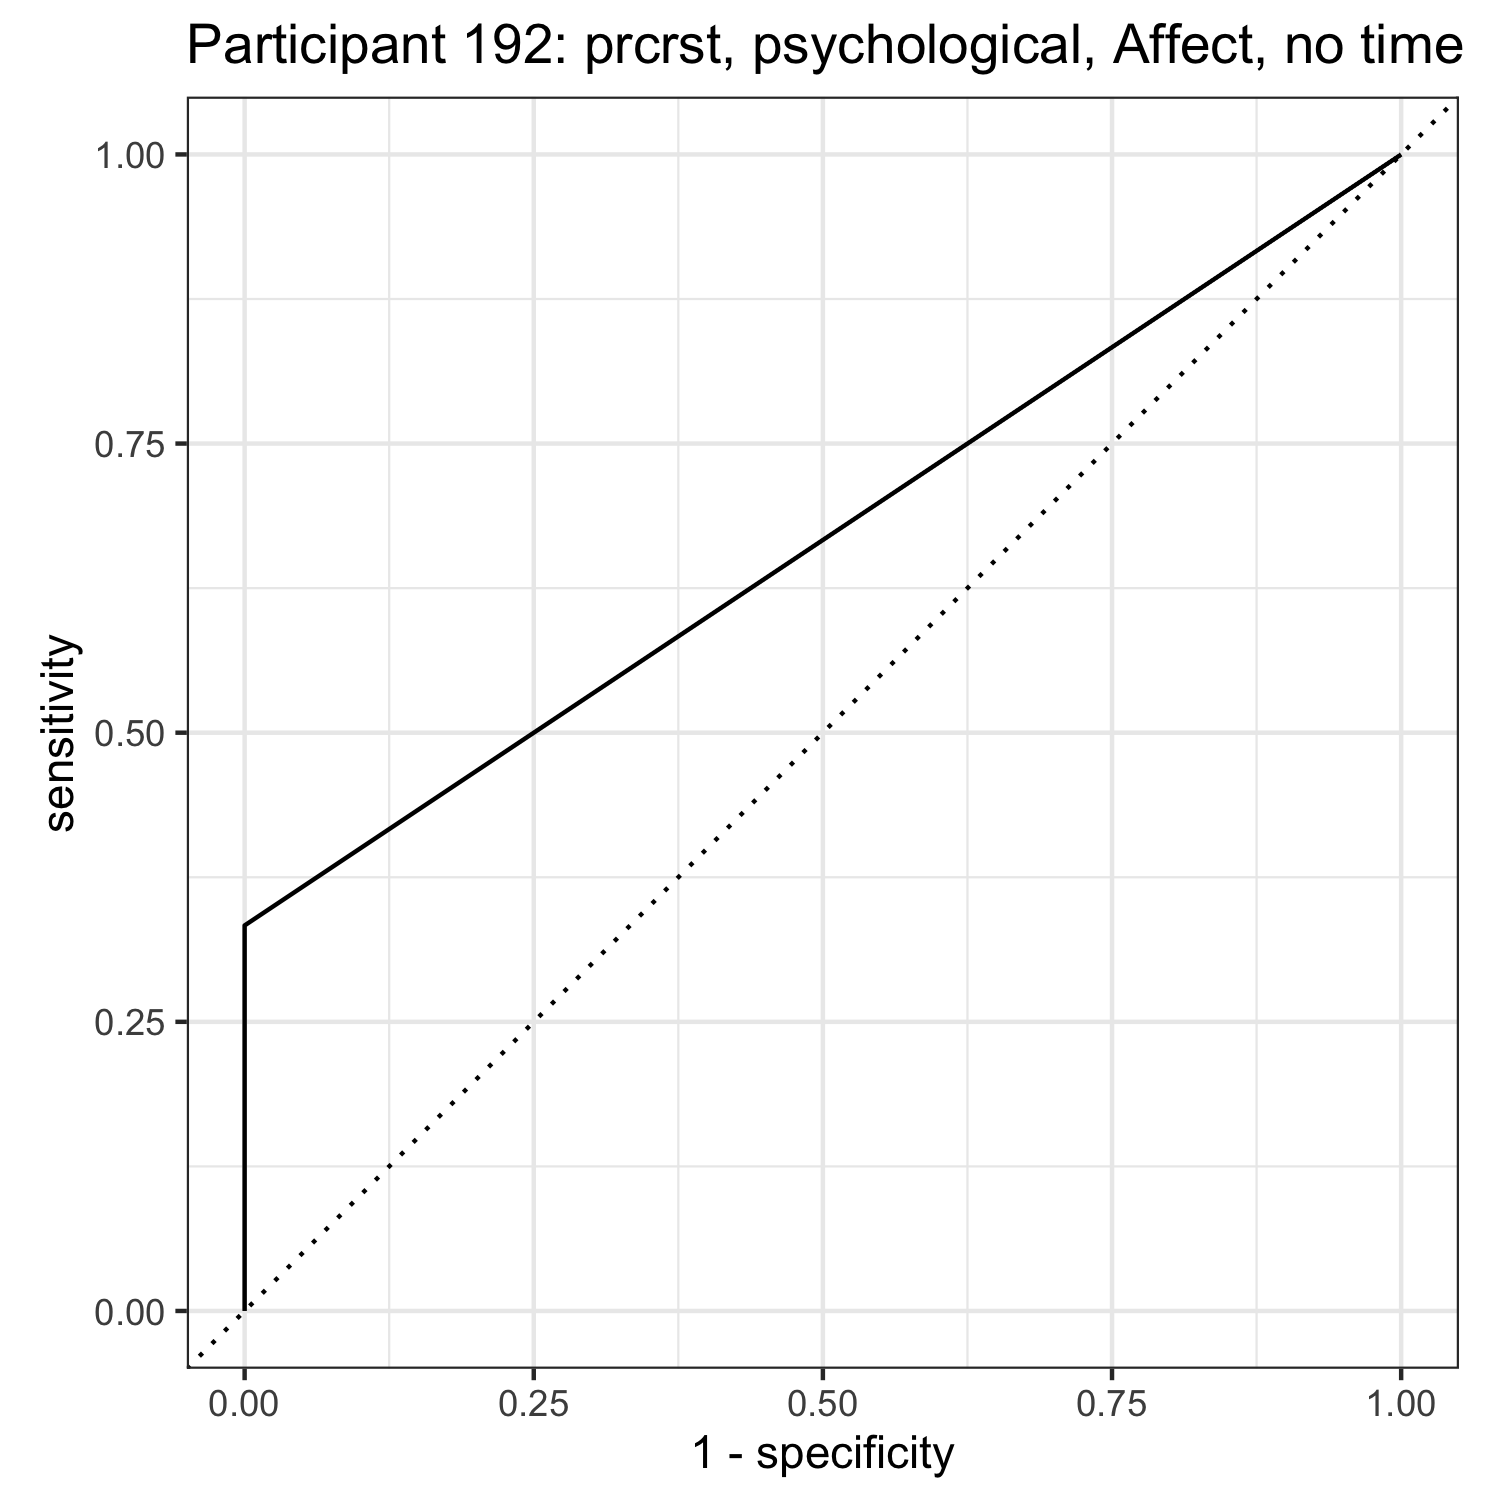 Participant 192: prcrst, psychological, Affect, no time
1.00
0.75
0.50
0.25
0.00
sensitivity
0.00 0.25 0.50 0.75 1.00
1 - specificity